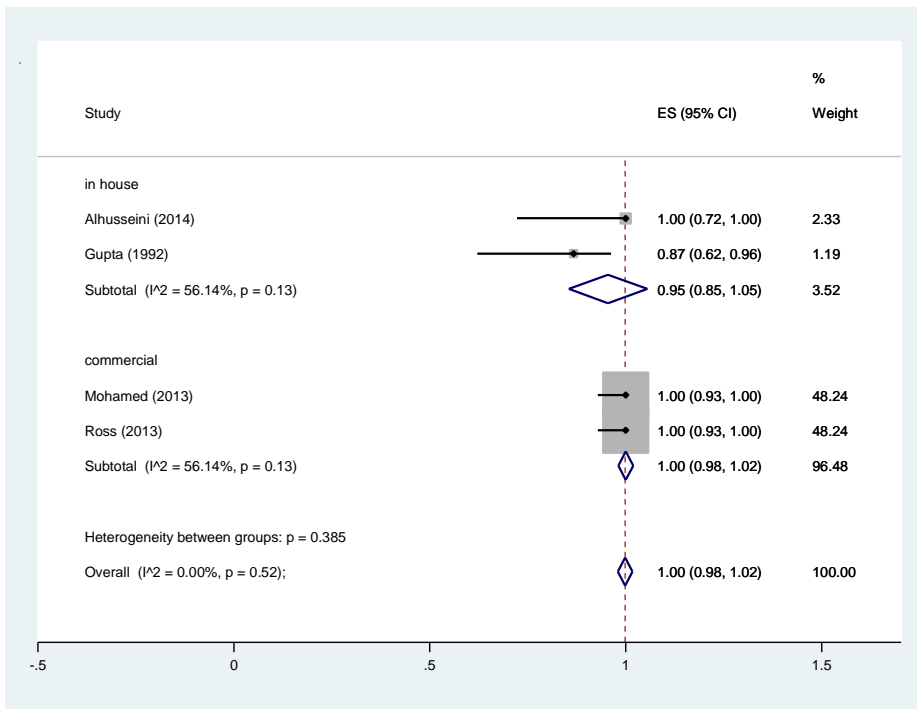 %
Study ES (95% CI) Weight
in house
Alhusseini (2014) 1.00 (0.72, 1.00) 2.33
Gupta (1992) 0.87 (0.62, 0.96) 1.19
Subtotal (I^2 = 56.14%, p = 0.13) 0.95 (0.85, 1.05) 3.52
commercial
Mohamed (2013) 1.00 (0.93, 1.00) 48.24
Ross (2013) 1.00 (0.93, 1.00) 48.24
Subtotal (I^2 = 56.14%, p = 0.13) 1.00 (0.98, 1.02) 96.48
Heterogeneity between groups: p = 0.385
Overall (I^2 = 0.00%, p = 0.52); 1.00 (0.98, 1.02) 100.00
-.5 0 .5 1 1.5